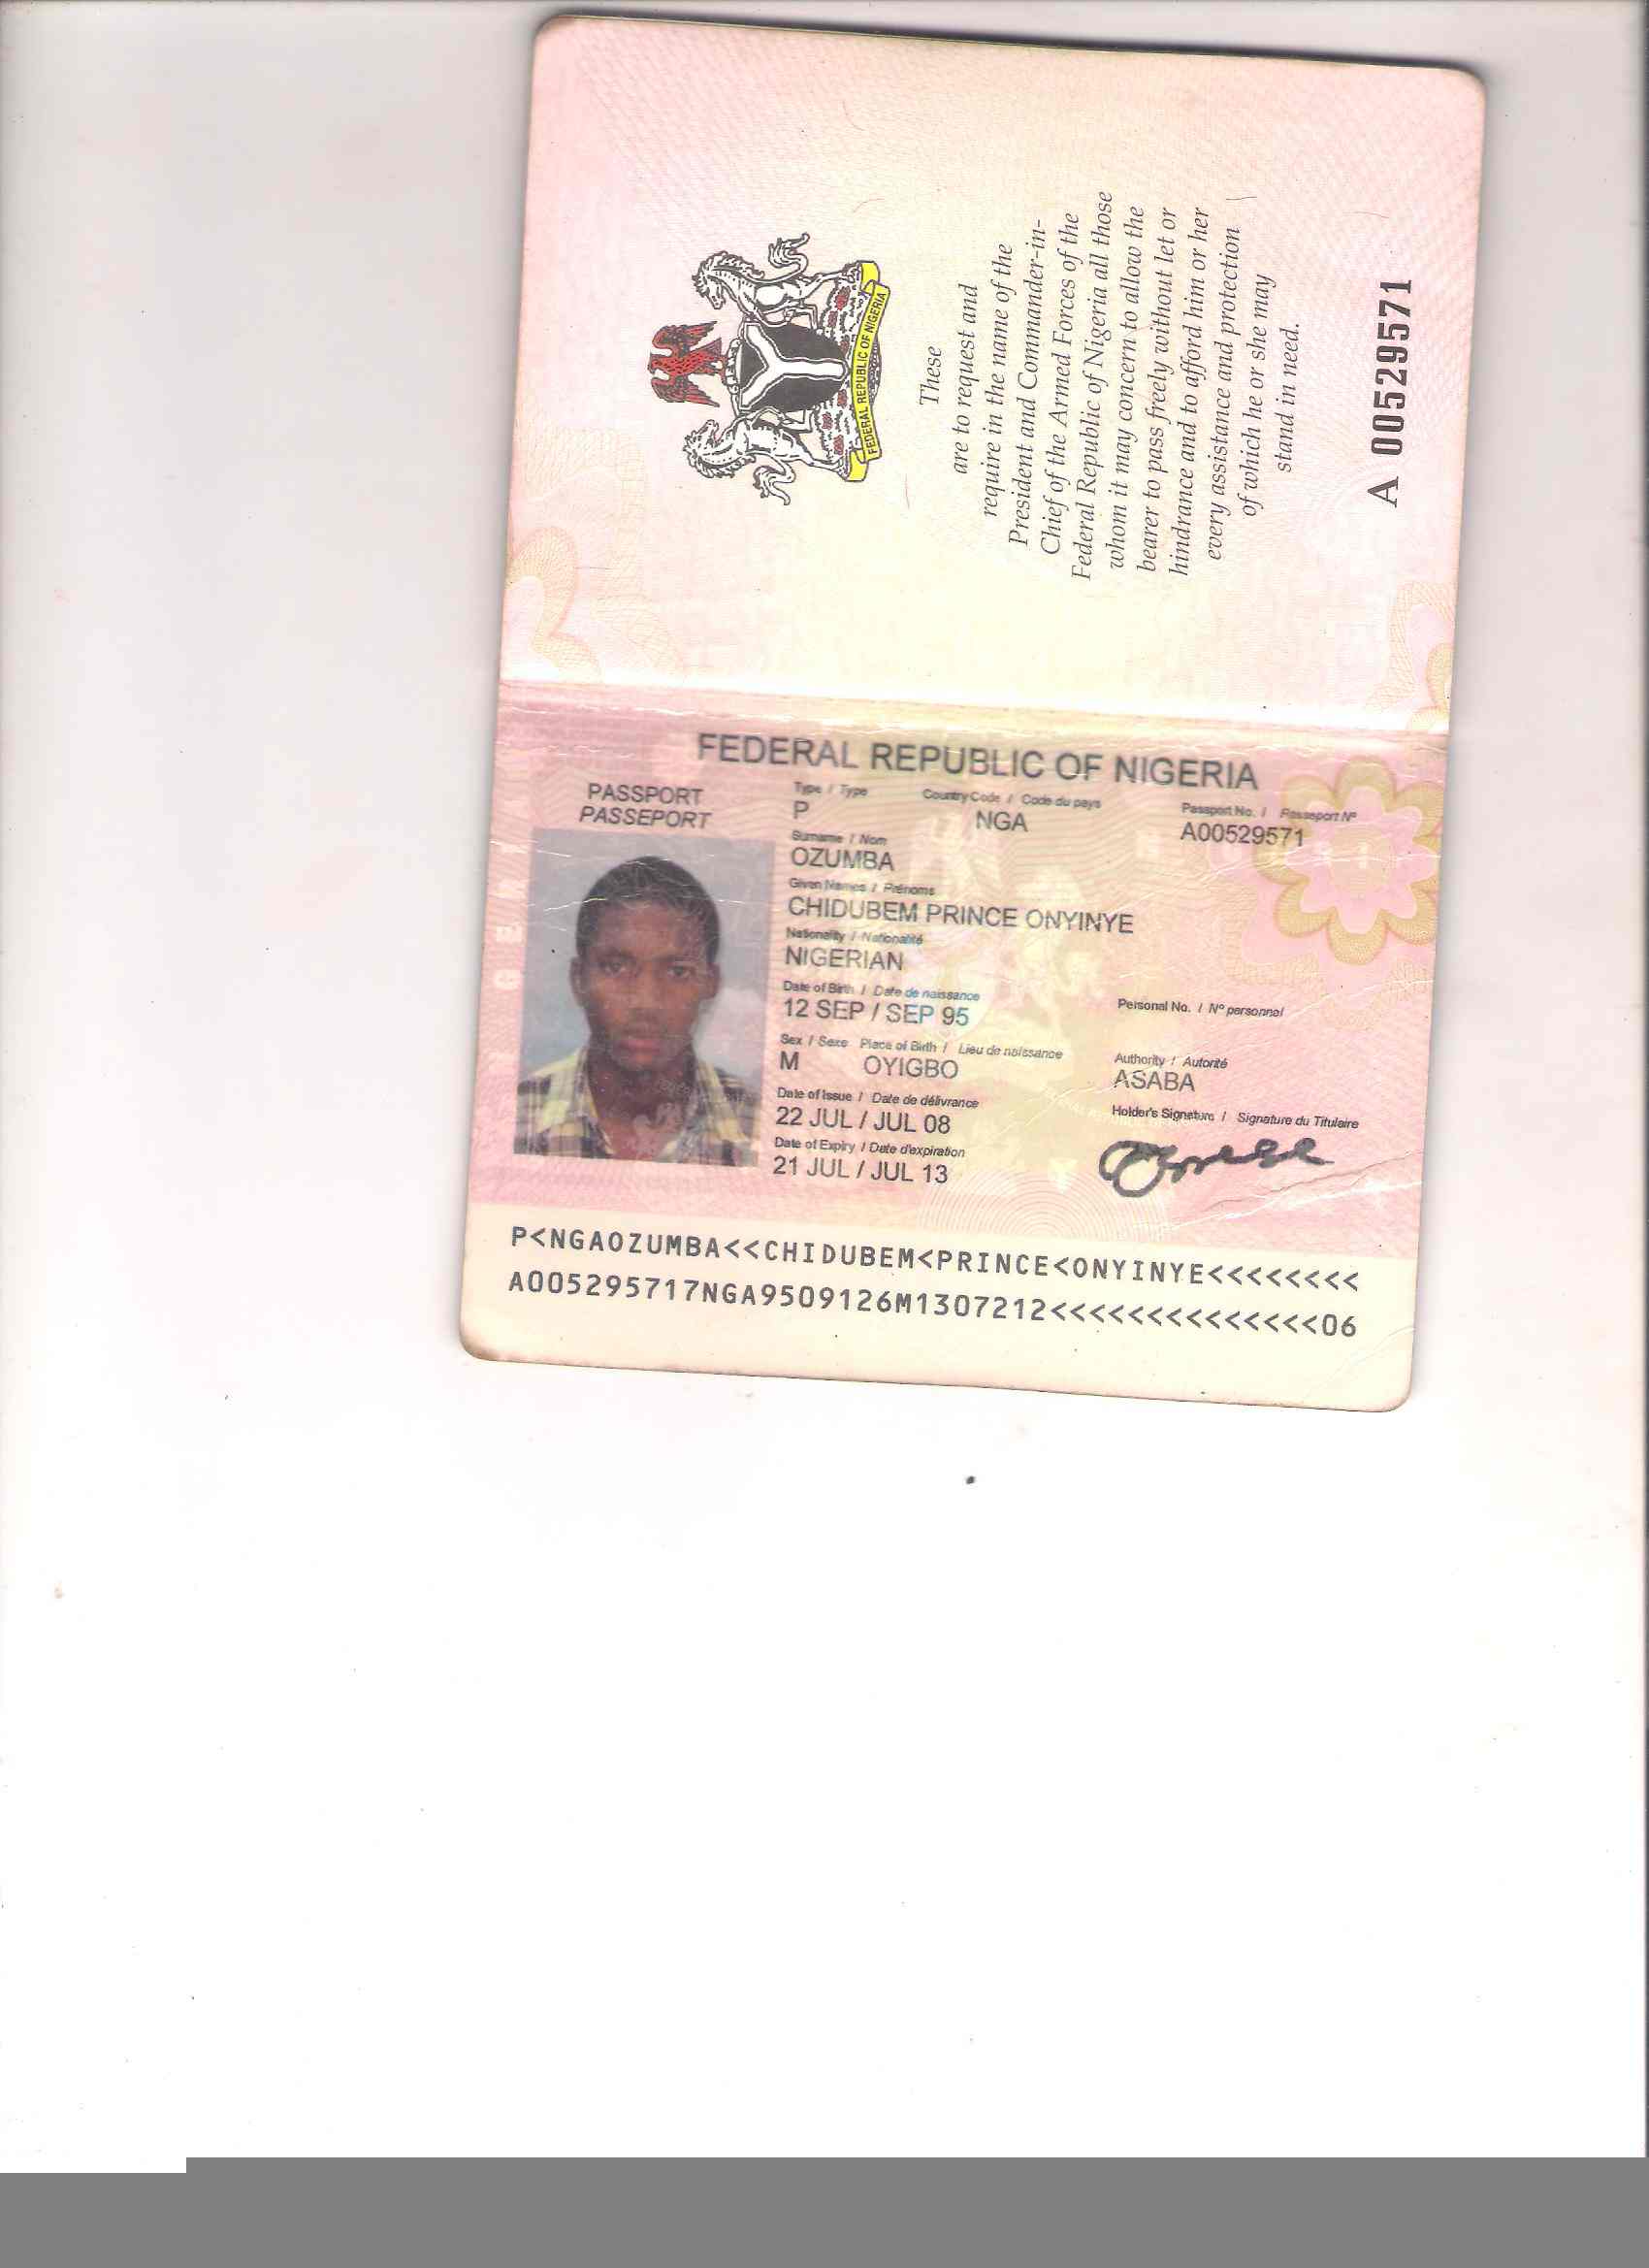 FEDERAL REPUBLIC OF NIGERIA
These
are to request and
require in the name of the
President and Commander-in-
Chief of the Armed Forces of the
Federal Republic of Nigeria all those
whom it may concern to allow the
bearer to pass freely without let or
hindrance and to afford him or her
every assistance and protection
of which he or she may
stand in need.
A 00529571
FEDERAL REPUBLIC OF NIGERIA
PASSPORT
PASSEPORT
Type / Type
P
Country Code / Code du pays
NGA
Passport No. / Passeport Nº
A00529571
Surname / Nom
OZUMBA
Given Names / Prénoms
CHIDUBEM PRINCE ONYINYE
Nationality / Nationalité
NIGERIAN
Date of Birth / Date de naissance
12 SEP / SEP 95
Personal No. / Nº personnel
Sex / Sexe Place of Birth / Lieu de naissance
M OYIGBO
Authority / Autorité
ASABA
Date of Issue / Date de délivrance
22 JUL / JUL 08
Holder's Signature / Signature du Titulaire
Date of Expiry / Date d'expiration
21 JUL / JUL 13
P<NGAOZUMBA<<CHIDUBEM<PRINCE<ONYINYE<<<<<<<<
A005295717NGA9509126M1307212<<<<<<<<<<<<<<06